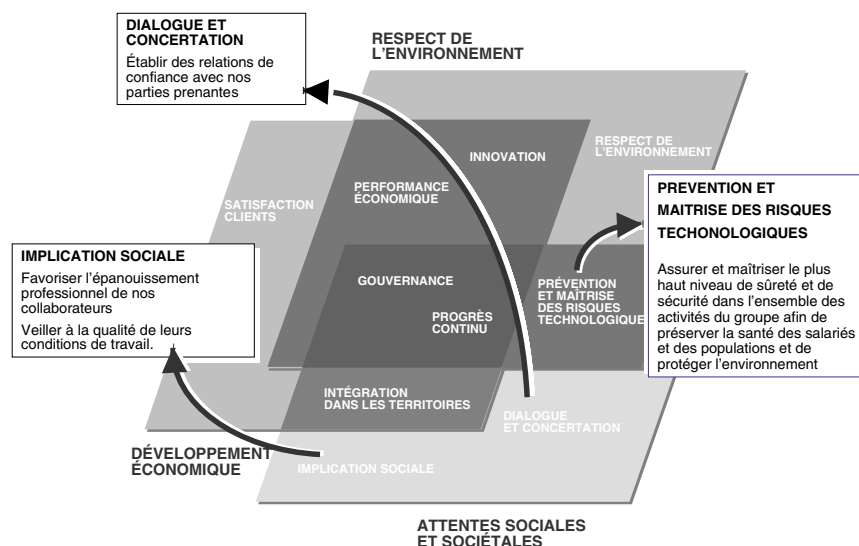 DIALOGUE ET
CONCERTATION
Établir des relations de
confiance avec nos
parties prenantes
RESPECT DE
L'ENVIRONNEMENT
INNOVATION
RESPECT DE
L'ENVIRONNEMENT
PERFORMANCE
ÉCONOMIQUE
SATISFACTION
CLIENTS
PREVENTION ET
MAITRISE DES RISQUES
TECHONOLOGIQUES
Assurer et maîtriser le plus
haut niveau de sûreté et de
sécurité dans l'ensemble des
activités du groupe afin de
préserver la santé des salariés
et des populations et de
protéger l'environnement
IMPLICATION SOCIALE
Favoriser l'épanouissement
professionnel de nos
collaborateurs
Veiller à la qualité de leurs
conditions de travail.
GOUVERNANCE
PROGRÈS
CONTINU
PRÉVENTION
ET MAÎTRISE
DES RISQUES
TECHNOLOGIQUE
INTÉGRATION
DANS LES TERRITOIRES
DIALOGUE
ET CONCERTATION
DÉVELOPPEMENT
ÉCONOMIQUE
IMPLICATION SOCIALE
ATTENTES SOCIALES
ET SOCIÉTALES